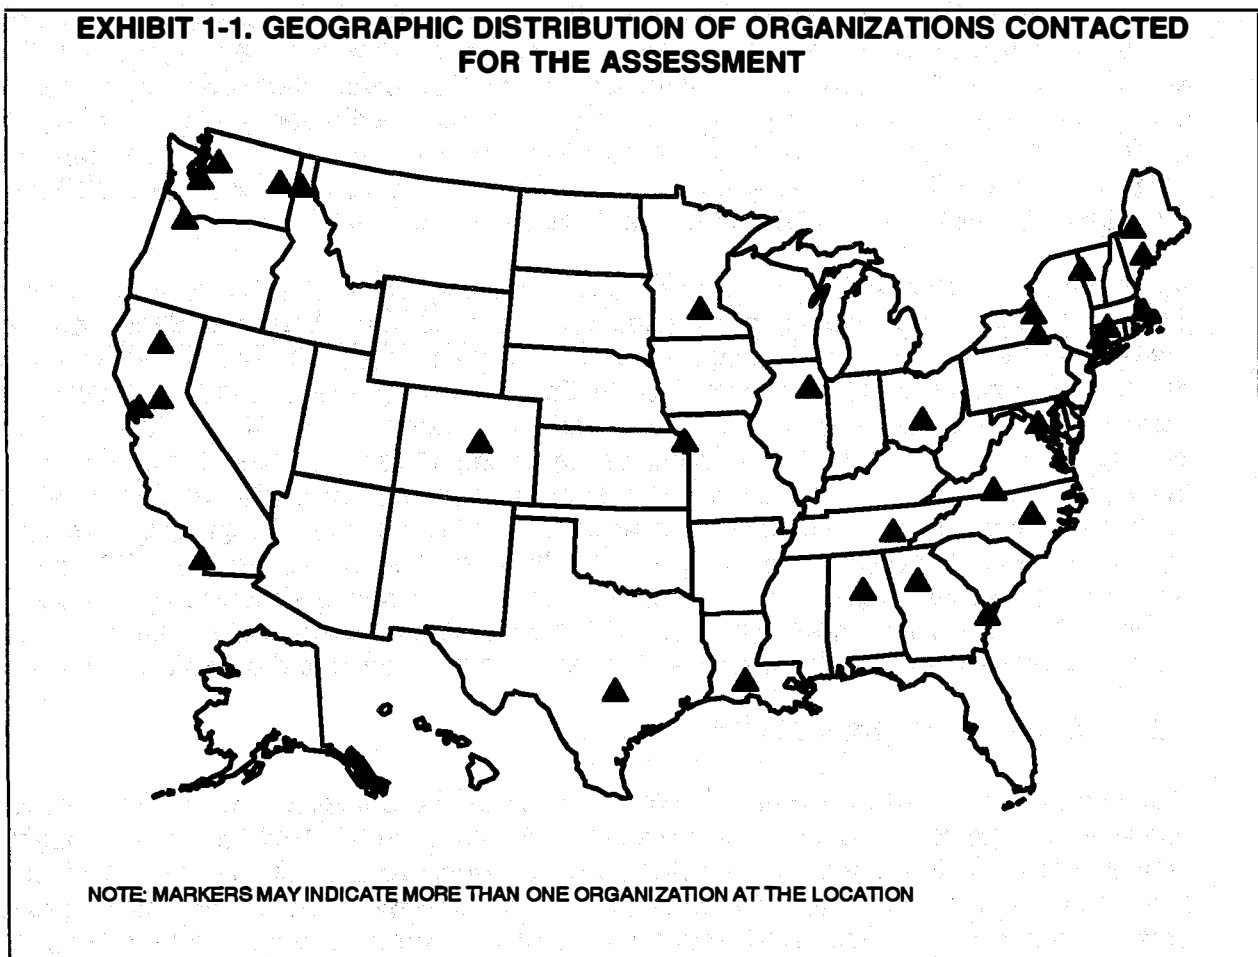 EXHIBIT 1-1. GEOGRAPHIC DISTRIBUTION OF ORGANIZATIONS CONTACTED
FOR THE ASSESSMENT
NOTE: MARKERS MAY INDICATE MORE THAN ONE ORGANIZATION AT THE LOCATION